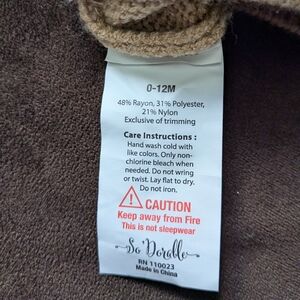 0-12M
48% Rayon, 31% Polyester,
21% Nylon
Exclusive of trimming
Care Instructions :
Hand wash cold with
like colors. Only non-
chlorine bleach when
needed. Do not wring
or twist. Lay flat to dry.
Do not iron.
CAUTION
Keep away from Fire
This is not sleepwear
So'Dorable
RN 110023
Made in China